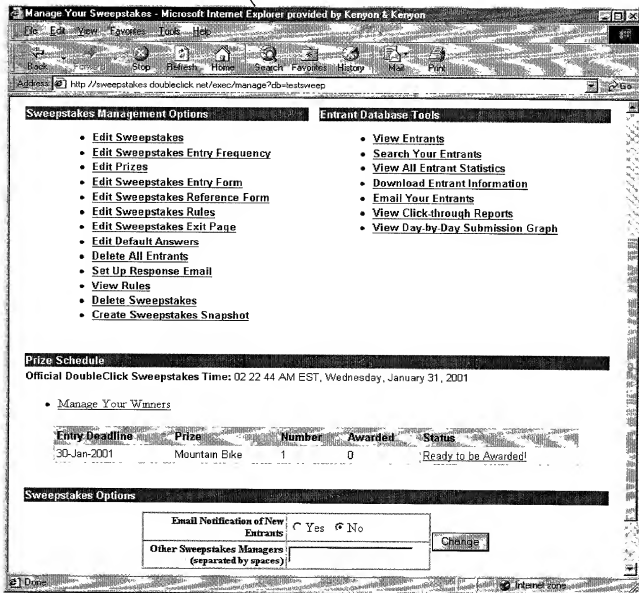 Manage Your Sweepstakes - Microsoft Internet Explorer provided by Kenyon & Kenyon
File Edit View Favorites Tools Help
Back Forward Stop Refresh Home Search Favorites History Mail Print
Address http://sweepstakes.doubleclick.net/exec/manage?db=testsweep Go
Sweepstakes Management Options
Edit Sweepstakes
Edit Sweepstakes Entry Frequency
Edit Prizes
Edit Sweepstakes Entry Form
Edit Sweepstakes Reference Form
Edit Sweepstakes Rules
Edit Sweepstakes Exit Page
Edit Default Answers
Delete All Entrants
Set Up Response Email
View Rules
Delete Sweepstakes
Create Sweepstakes Snapshot
Entrant Database Tools
View Entrants
Search Your Entrants
View All Entrant Statistics
Download Entrant Information
Email Your Entrants
View Click-through Reports
View Day-by-Day Submission Graph
Prize Schedule
Official DoubleClick Sweepstakes Time: 02 22 44 AM EST, Wednesday, January 31, 2001
Manage Your Winners
Entry Deadline Prize Number Awarded Status
30-Jan-2001 Mountain Bike 1 0 Ready to be Awarded!
Sweepstakes Options
Email Notification of New
Entrants Yes No
Other Sweepstakes Managers
(separated by spaces)
Change
Done Internet zone